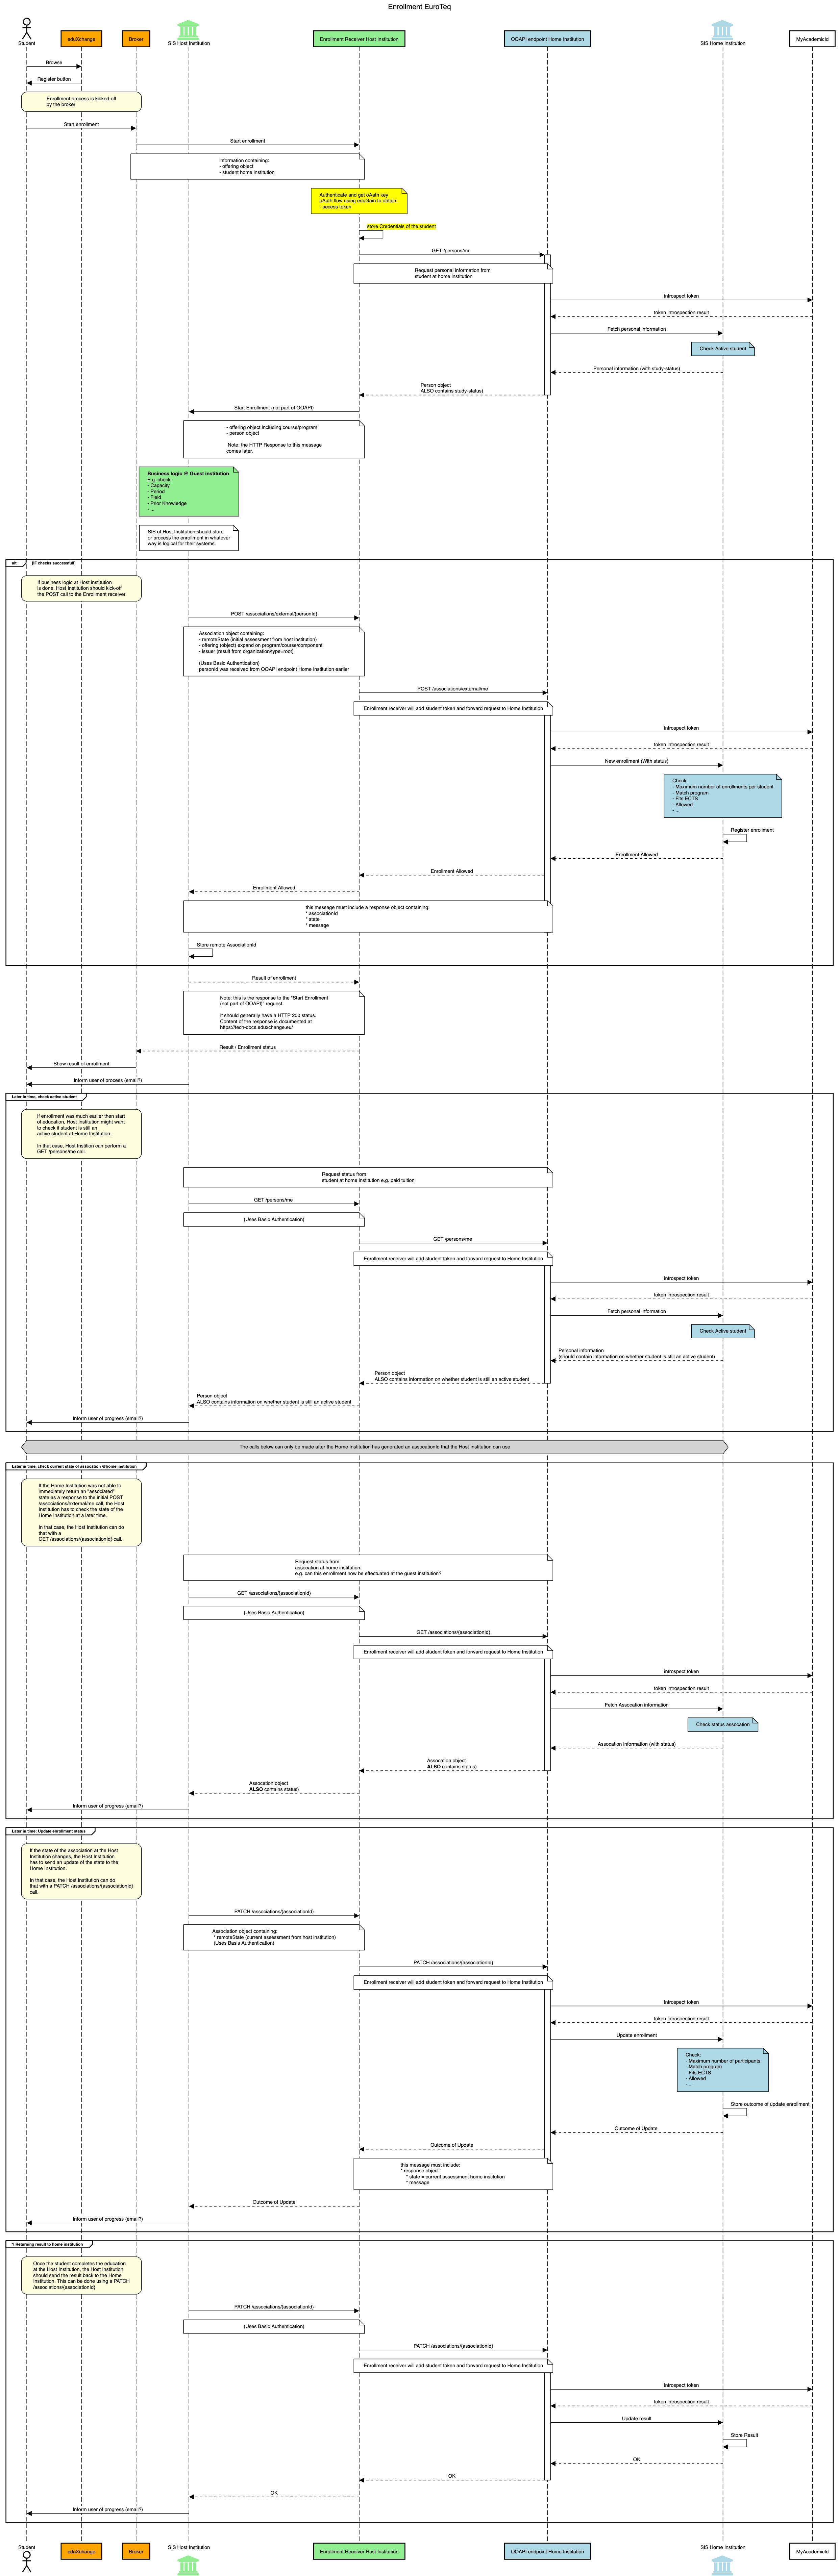 Enrollment EuroTeq
Student
eduXchange
Broker
SIS Host Institution
Enrollment Receiver Host Institution
OOAPI endpoint Home Institution
SIS Home Institution
MyAcademicId
Browse
Register button
Enrollment process is kicked-off
by the broker
Start enrollment
Start enrollment
information containing:
- offering object
- student home institution
Authenticate and get oAath key
oAuth flow using eduGain to obtain:
- access token
store Credentials of the student
GET /persons/me
Request personal information from
student at home institution
introspect token
token introspection result
Fetch personal information
Check Active student
Personal information (with study-status)
Person object
ALSO contains study-status)
Start Enrollment (not part of OOAPI)
- offering object including course/program
- person object
Note: the HTTP Response to this message
comes later.
Business logic @ Guest institution
E.g. check:
- Capacity
- Period
- Field
- Prior Knowledge
- ...
SIS of Host Institution should store
or process the enrollment in whatever
way is logical for their systems.
alt
[IF checks successfull]
If business logic at Host institution
is done, Host Institution should kick-off
the POST call to the Enrollment receiver
POST /associations/external/{personId}
Association object containing:
- remoteState (initial assessment from host institution)
- offering (object) expand on program/course/component
- issuer (result from organization/type=root)
(Uses Basic Authentication)
personId was received from OOAPI endpoint Home Institution earlier
POST /associations/external/me
Enrollment receiver will add student token and forward request to Home Institution
introspect token
token introspection result
New enrollment (With status)
Check:
- Maximum number of enrollments per student
- Match program
- Fits ECTS
- Allowed
- ...
Register enrollment
Enrollment Allowed
Enrollment Allowed
Enrollment Allowed
this message must include a response object containing:
* associationId
* state
* message
Store remote AssociationId
Result of enrollment
Note: this is the response to the "Start Enrollment
(not part of OOAPI)" request.
It should generally have a HTTP 200 status.
Content of the response is documented at
https://tech-docs.eduxchange.eu/
Result / Enrollment status
Show result of enrollment
Inform user of process (email?)
Later in time, check active student
If enrollment was much earlier then start
of education, Host Institution might want
to check if student is still an
active student at Home Institution.
In that case, Host Instition can perform a
GET /persons/me call.
Request status from
student at home institution e.g. paid tuition
GET /persons/me
(Uses Basic Authentication)
GET /persons/me
Enrollment receiver will add student token and forward request to Home Institution
introspect token
token introspection result
Fetch personal information
Check Active student
Personal information
(should contain information on whether student is still an active student)
Person object
ALSO contains information on whether student is still an active student
Person object
ALSO contains information on whether student is still an active student
Inform user of progress (email?)
The calls below can only be made after the Home Institution has generated an assocationId that the Host Institution can use
Later in time, check current state of assocation @home institution
If the Home Institution was not able to
immediately return an "associated"
state as a response to the initial POST
/associations/external/me call, the Host
Institution has to check the state of the
Home Institution at a later time.
In that case, the Host Institution can do
that with a
GET /associations/{associationId} call.
Request status from
assocation at home institution
e.g. can this enrollment now be effectuated at the guest institution?
GET /associations/{associationId}
(Uses Basic Authentication)
GET /associations/{associationId}
Enrollment receiver will add student token and forward request to Home Institution
introspect token
token introspection result
Fetch Assocation information
Check status assocation
Assocation information (with status)
Assocation object
ALSO contains status)
Assocation object
ALSO contains status)
Inform user of progress (email?)
Later in time: Update enrollment status
If the state of the association at the Host
Institution changes, the Host Institution
has to send an update of the state to the
Home Institution.
In that case, the Host Institution can do
that with a PATCH /associations/{associationId}
call.
PATCH /associations/{associationId}
Association object containing:
* remoteState (current assessment from host institution)
(Uses Basis Authentication)
PATCH /associations/{associationId}
Enrollment receiver will add student token and forward request to Home Institution
introspect token
token introspection result
Update enrollment
Check:
- Maximum number of participants
- Match program
- Fits ECTS
- Allowed
- ...
Store outcome of update enrollment
Outcome of Update
Outcome of Update
this message must include:
* response object:
* state = current assessment home institution
* message
Outcome of Update
Inform user of progress (email?)
? Returning result to home institution
Once the student completes the education
at the Host Institution, the Host Institution
should send the result back to the Home
Institution. This can be done using a PATCH
/associations/{associationId}
PATCH /associations/{associationId}
(Uses Basic Authentication)
PATCH /associations/{associationId}
Enrollment receiver will add student token and forward request to Home Institution
introspect token
token introspection result
Update result
Store Result
OK
OK
OK
Inform user of progress (email?)
Student
eduXchange
Broker
SIS Host Institution
Enrollment Receiver Host Institution
OOAPI endpoint Home Institution
SIS Home Institution
MyAcademicId